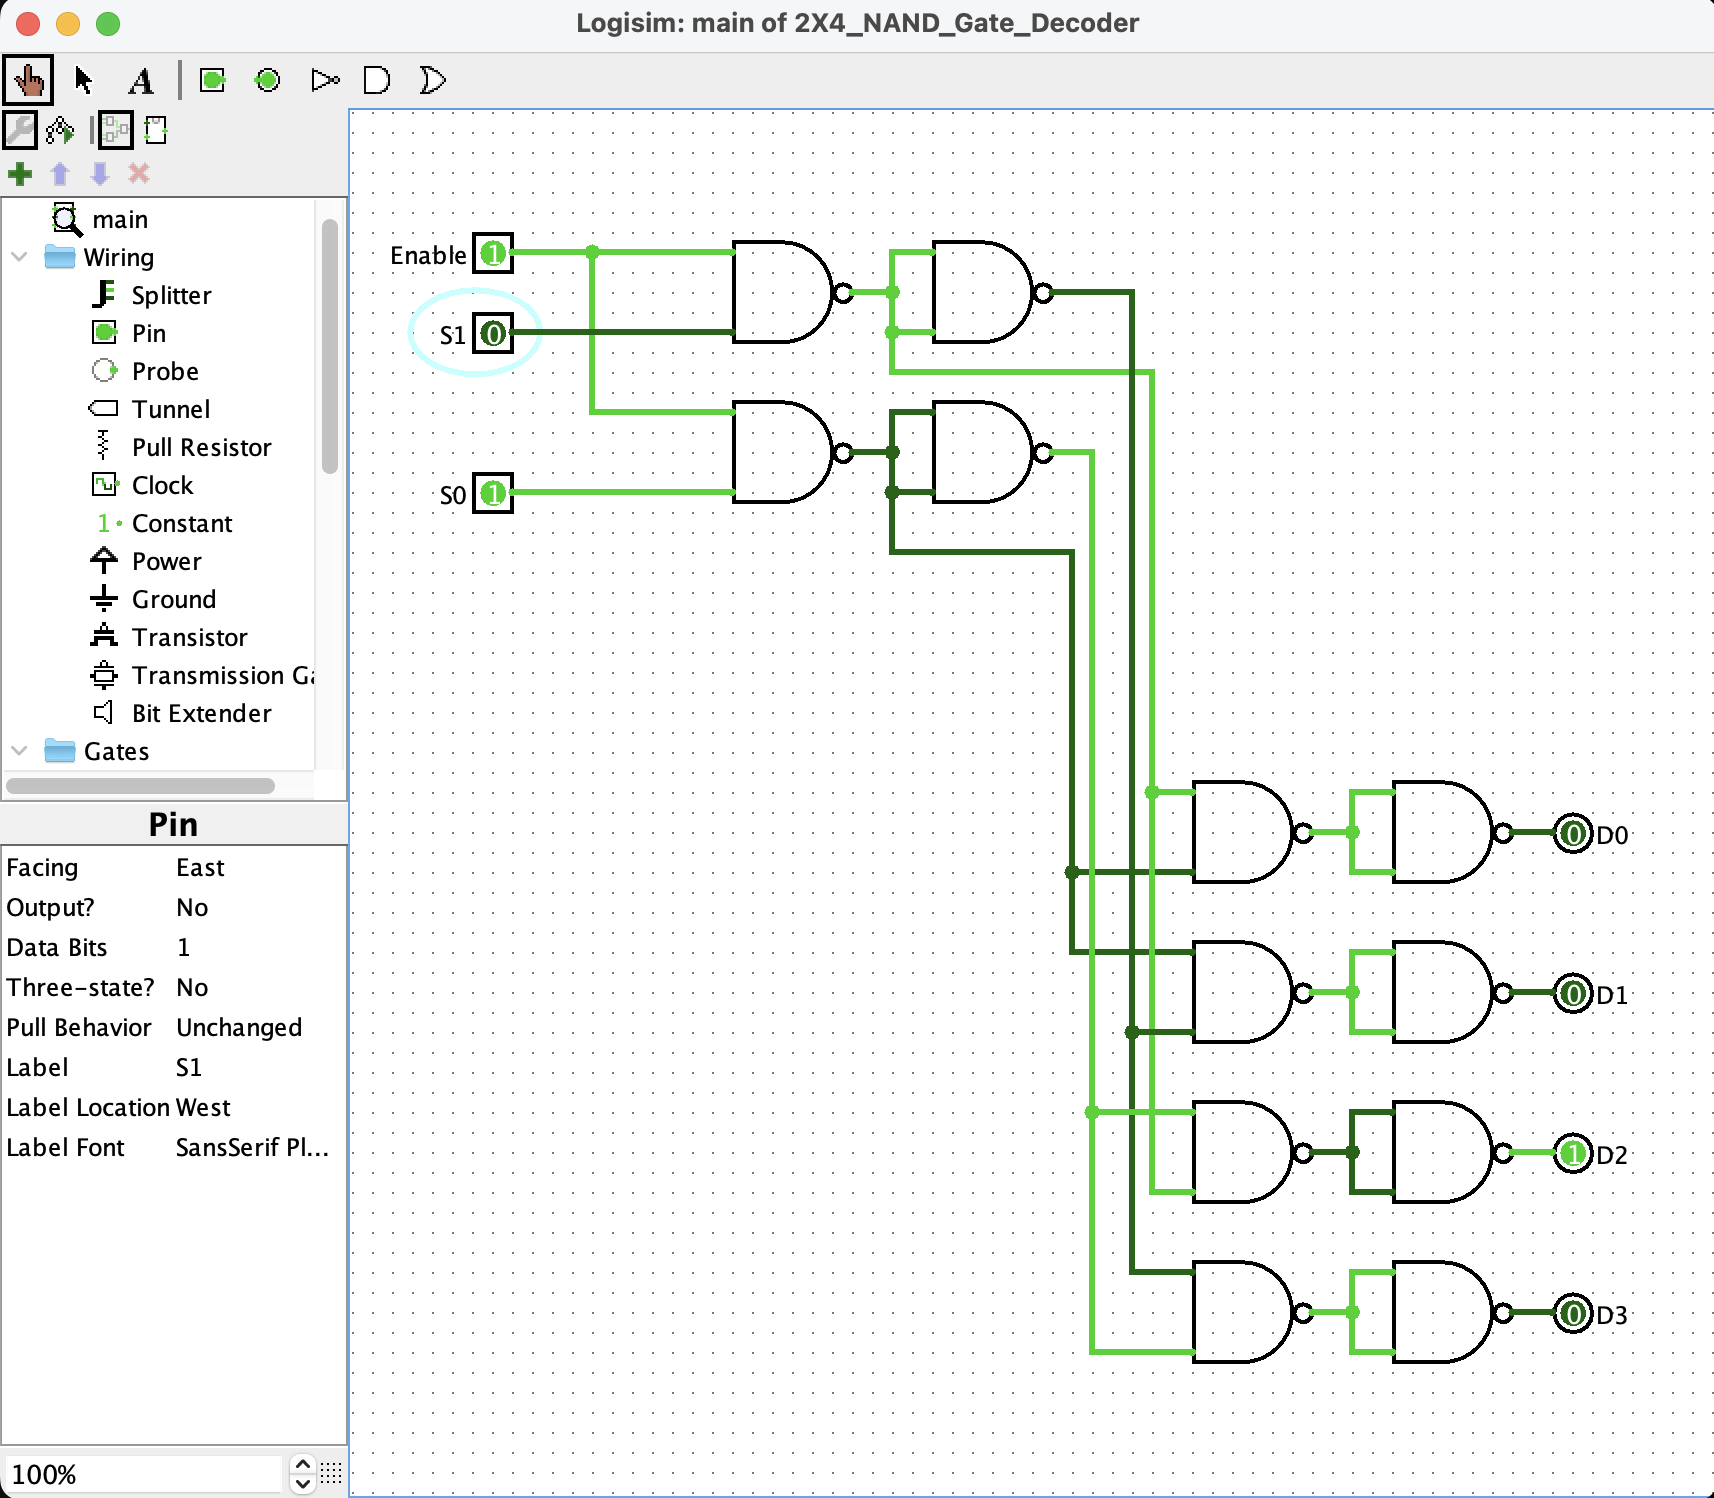 Logisim: main of 2X4_NAND_Gate_Decoder
A
main
Wiring
Splitter
Pin
Probe
Tunnel
Pull Resistor
Clock
1 Constant
Power
Ground
Transistor
Transmission Ga
Bit Extender
Gates
Pin
Facing East
Output? No
Data Bits 1
Three-state? No
Pull Behavior Unchanged
Label S1
Label Location West
Label Font SansSerif Pl...
100%
Enable 1
S1 0
S0 1
0 D0
0 D1
1 D2
0 D3